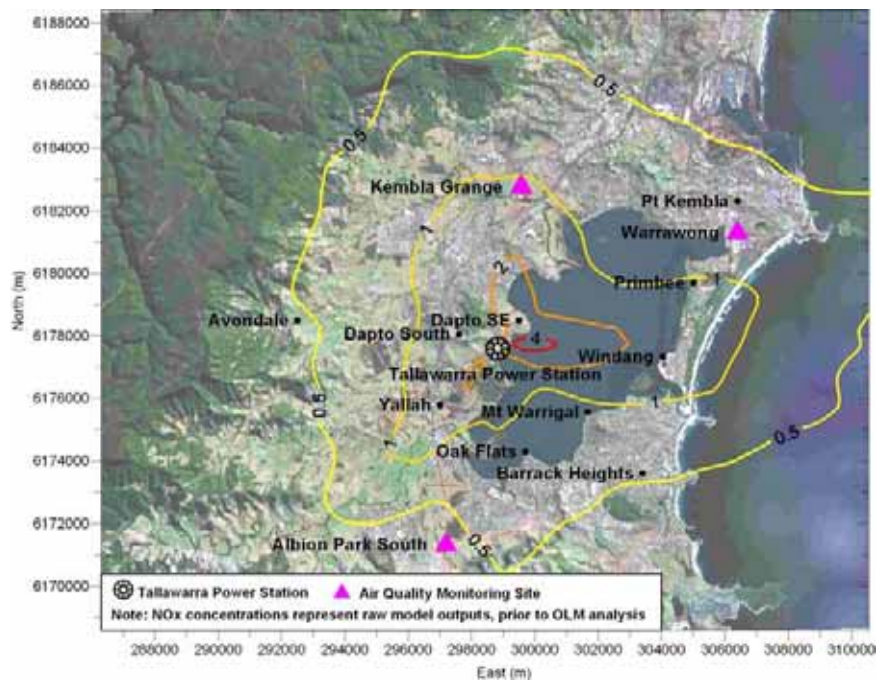 6188000
6186000
6184000
6182000
6180000
6178000
6176000
6174000
6172000
6170000
North (m)
0.5
0.5
Kembla Grange
Pt Kembla
Warrawong
1
2
Primbee
1
Avondale
Dapto SE
Dapto South
4
Windang
Tallawarra Power Station
0.5
Yallah
Mt Warrigal
1
1
0.5
Oak Flats
Barrack Heights
0.5
Albion Park South
Tallawarra Power Station
Air Quality Monitoring Site
Note: NOx concentrations represent raw model outputs, prior to OLM analysis
288000 290000 292000 294000 296000 298000 300000 302000 304000 306000 308000 310000
East (m)